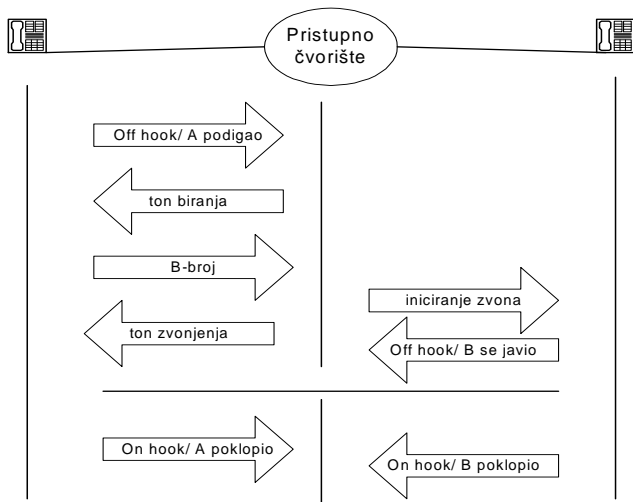 Pristupno
čvorište
Off hook/ A podigao
ton biranja
B-broj
iniciranje zvona
ton zvonjenja
Off hook/ B se javio
On hook/ A poklopio
On hook/ B poklopio